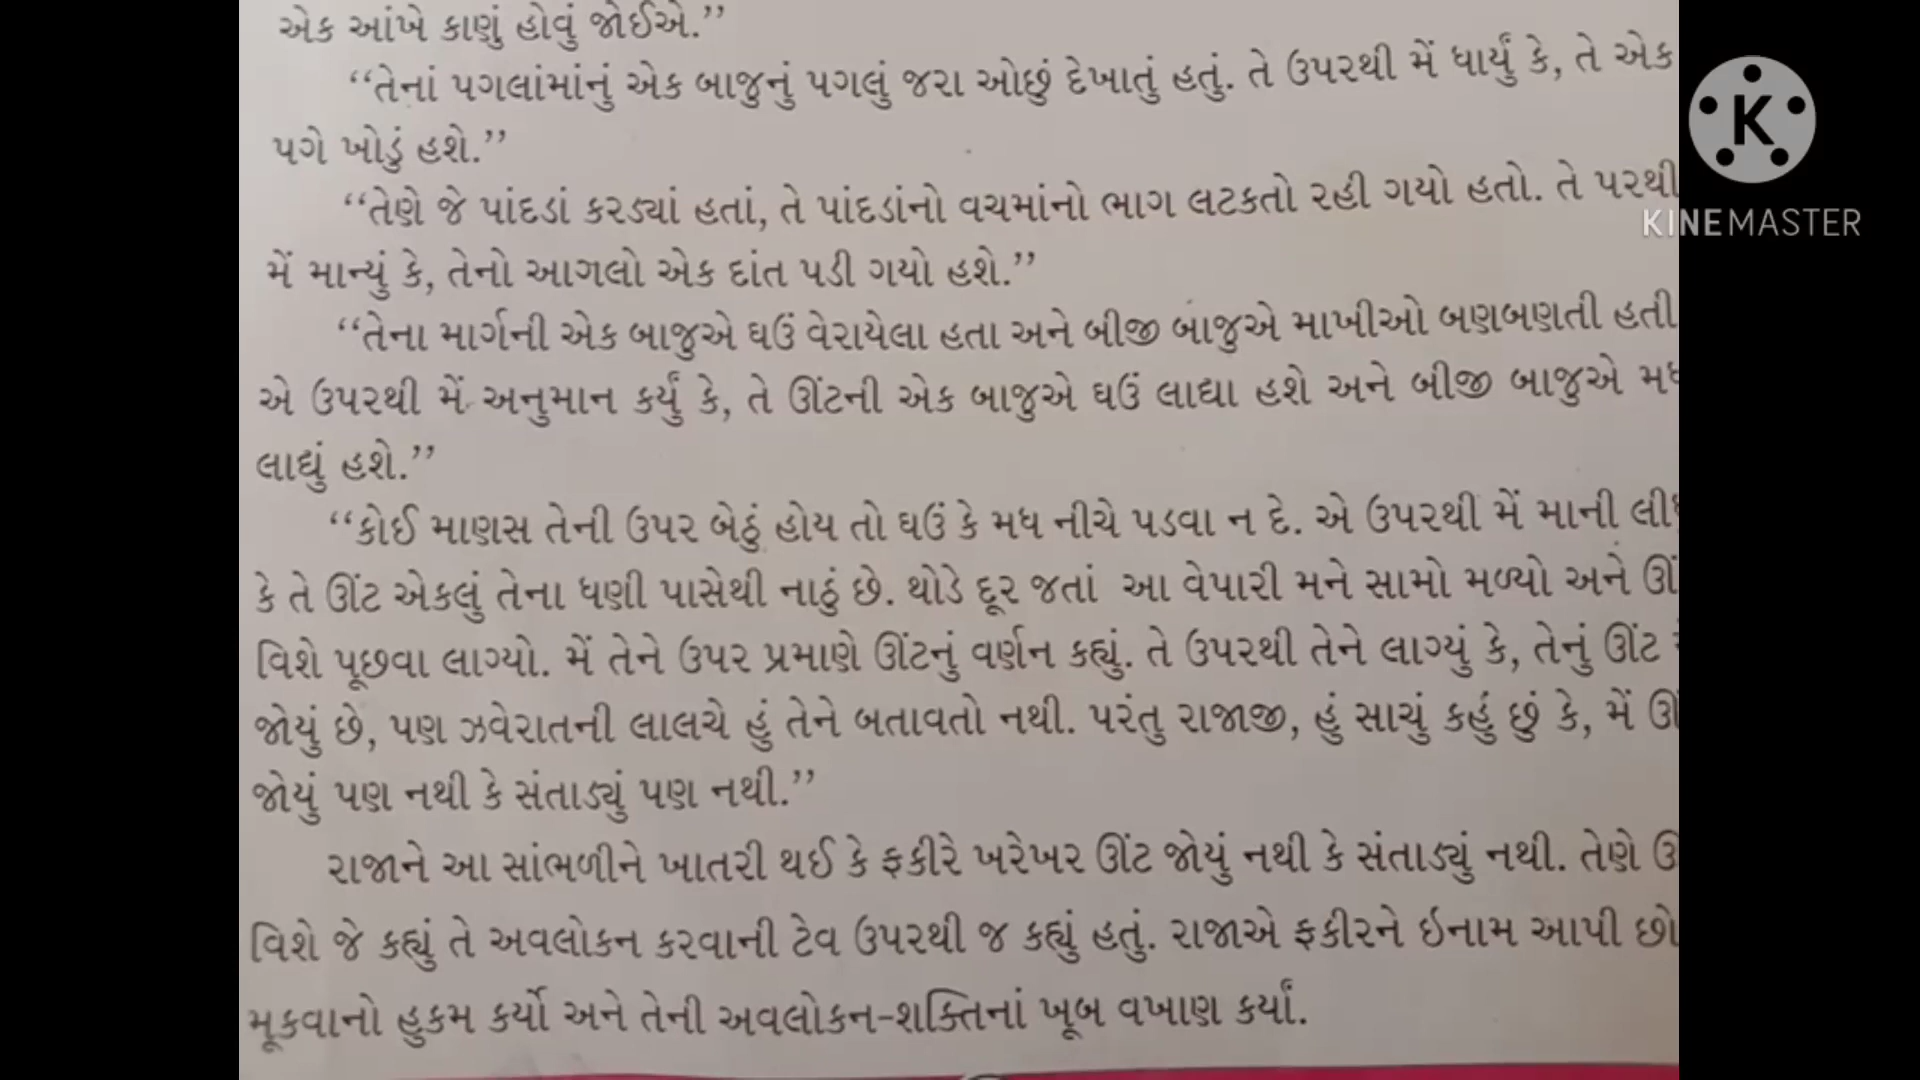 એક આંખે કાણું હોવું જોઈએ.”
“તેનાં પગલાંમાંનું એક બાજુનું પગલું જરા ઓછું દેખાતું હતું. તે ઉપરથી મેં ધાર્યું કે, તે એક
પગે ખોડું હશે.”
“તેણે જે પાંદડાં કરડ્યાં હતાં, તે પાંદડાંનો વચમાંનો ભાગ લટકતો રહી ગયો હતો. તે પરથી
મેં માન્યું કે, તેનો આગલો એક દાંત પડી ગયો હશે.”
“તેના માર્ગની એક બાજુએ ઘઉં વેરાયેલા હતા અને બીજી બાજુએ માખીઓ બણબણતી હતી
એ ઉપરથી મેં અનુમાન કર્યું કે, તે ઊંટની એક બાજુએ ઘઉં લાદ્યા હશે અને બીજી બાજુએ
લાદ્યું હશે.”
“કોઈ માણસ તેની ઉપર બેઠું હોય તો ઘઉં કે મધ નીચે પડવા ન દે. એ ઉપરથી મેં માની
કે તે ઊંટ એકલું તેના ધણી પાસેથી નાઠું છે. થોડે દૂર જતાં આ વેપારી મને સામો મળ્યો અને
વિશે પૂછવા લાગ્યો. મેં તેને ઉપર પ્રમાણે ઊંટનું વર્ણન કહ્યું. તે ઉપરથી તેને લાગ્યું કે, તેનું ઊંટ
જોયું છે, પણ ઝવેરાતની લાલચે હું તેને બતાવતો નથી. પરંતુ રાજાજી, હું સાચું કહું છું કે, મેં
જોયું પણ નથી કે સંતાડ્યું પણ નથી.”
રાજાને આ સાંભળીને ખાતરી થઈ કે ફકીરે ખરેખર ઊંટ જોયું નથી કે સંતાડ્યું નથી. તેણે
વિશે જે કહ્યું તે અવલોકન કરવાની ટેવ ઉપરથી જ કહ્યું હતું. રાજાએ ફકીરને ઇનામ આપી
મૂકવાનો હુકમ કર્યો અને તેની અવલોકન-શક્તિનાં ખૂબ વખાણ કર્યાં.
K
KINEMASTER